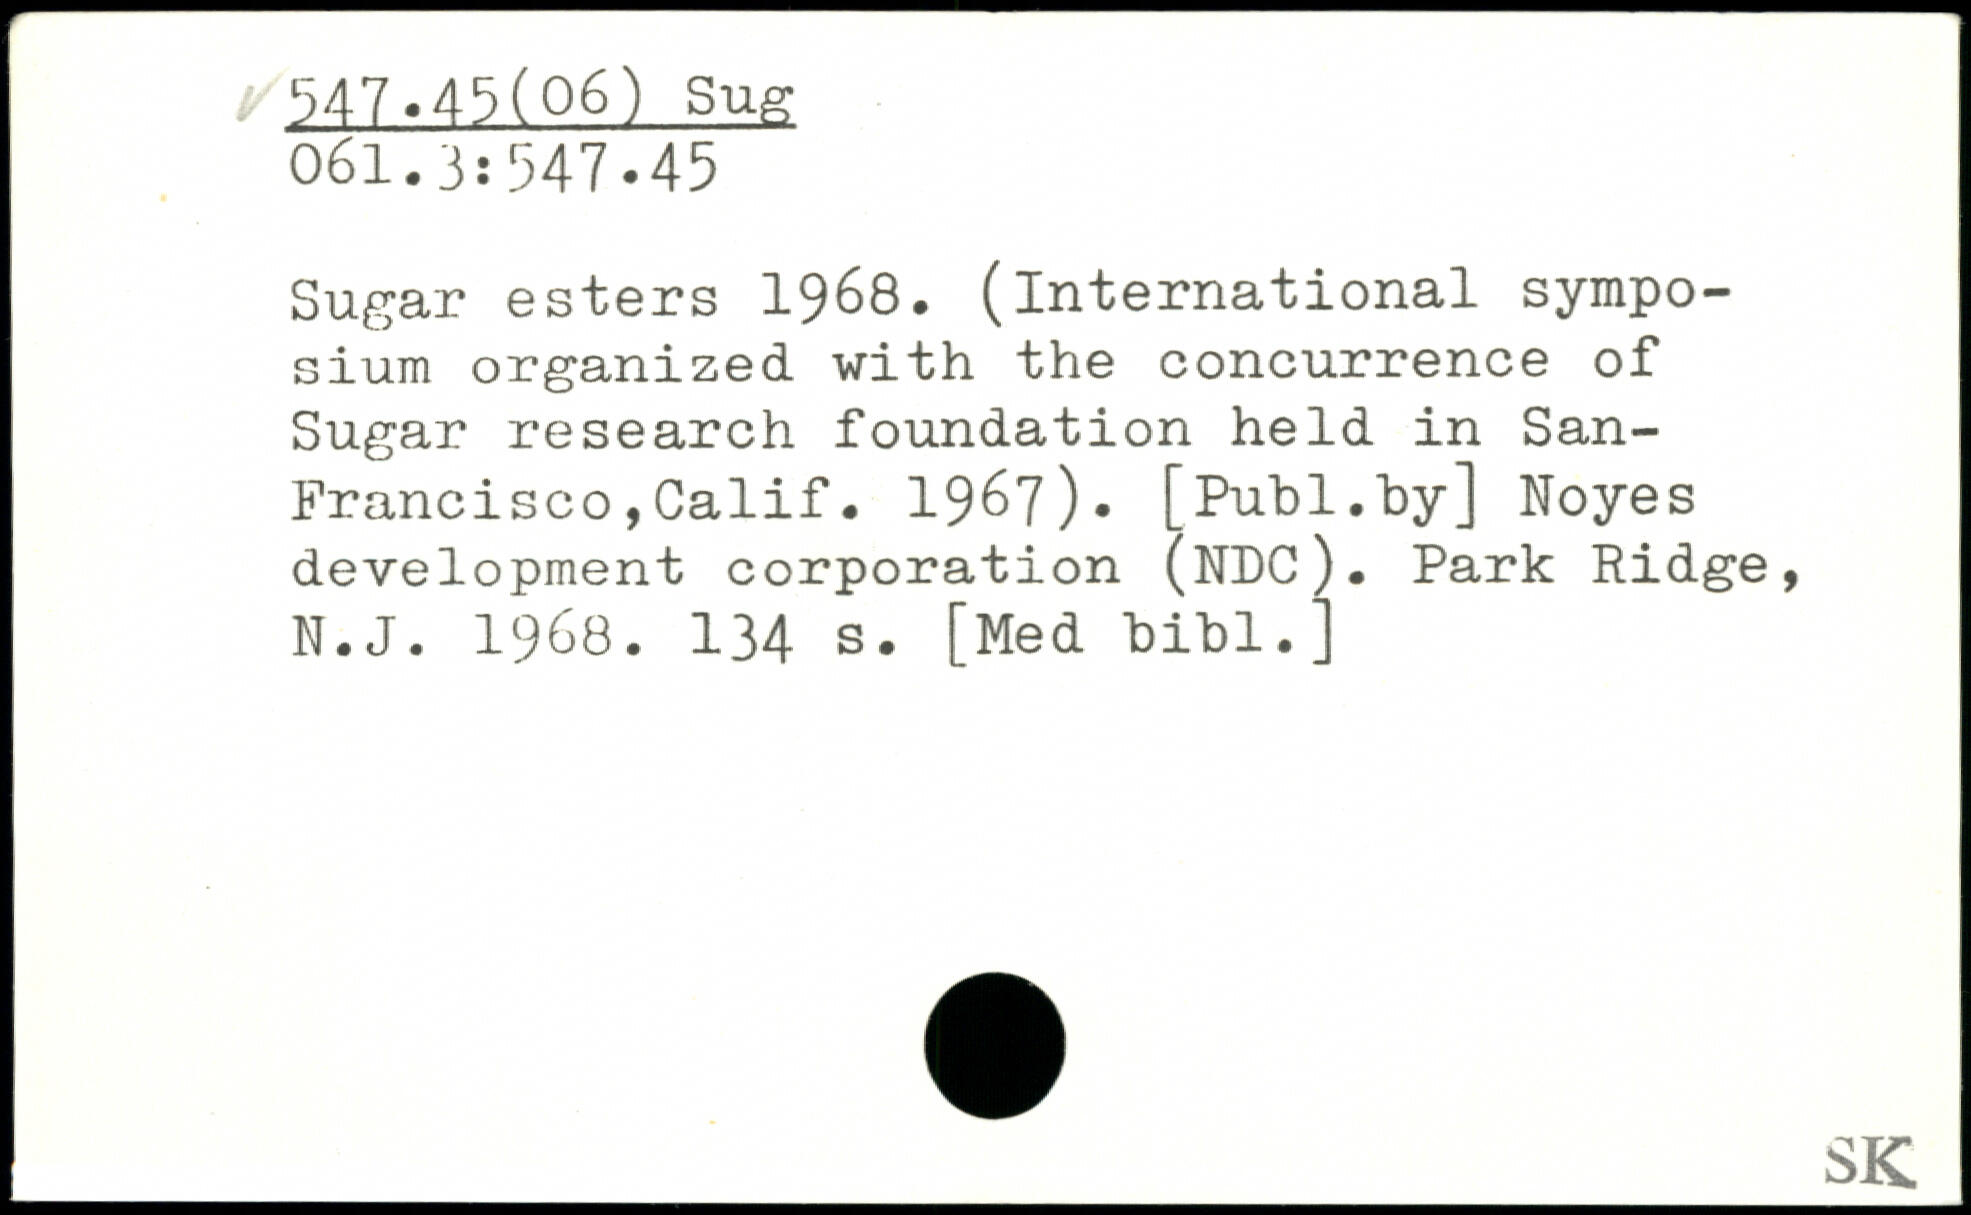 547.45(06) Sug
061.3:547.45
Sugar esters 1968. (International sympo-
sium organized with the concurrence of
Sugar research foundation held in San-
Francisco,Calif. 1967). [Publ.by] Noyes
development corporation (NDC). Park Ridge,
N.J. 1968. 134 s. [Med bibl.]
SK